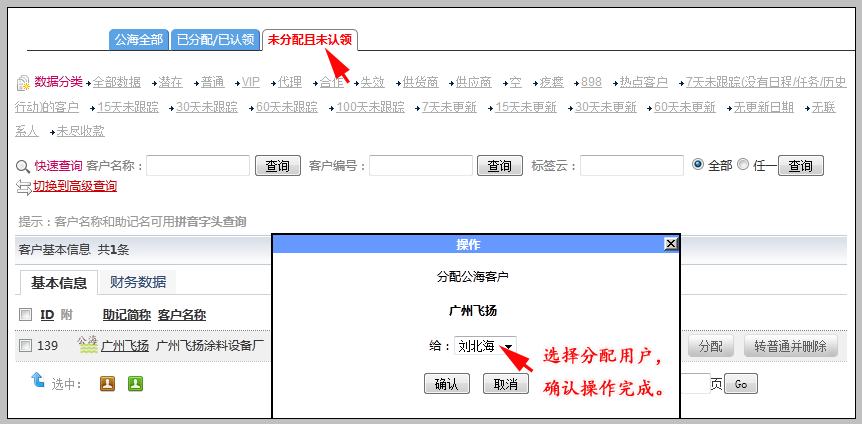 公海全部 已分配/已认领 未分配且未认领
数据分类 全部数据 潜在 普通 VIP 代理 合作 失效 供货商 供应商 空 疙瘩 898 热点客户 7天未跟踪(没有日程/任务/历史
行动)的客户 15天未跟踪 30天未跟踪 60天未跟踪 100天未跟踪 7天未更新 15天未更新 30天未更新 60天未更新 无更新日期 无联
系人 未尽收款
快速查询 客户名称: 查询 客户编号: 查询 标签云: 全部 任一 查询
切换到高级查询
提示:客户名称和助记名可用拼音字头查询
客户基本信息 共1条
操作
基本信息 财务数据
分配公海客户
ID 附 助记简称 客户名称
广州飞扬
139 公海 广州飞扬 广州飞扬涂料设备厂
给: 刘北海
分配 转普通并删除
选择分配用户,
确认操作完成。
选中:
确认 取消
页 Go